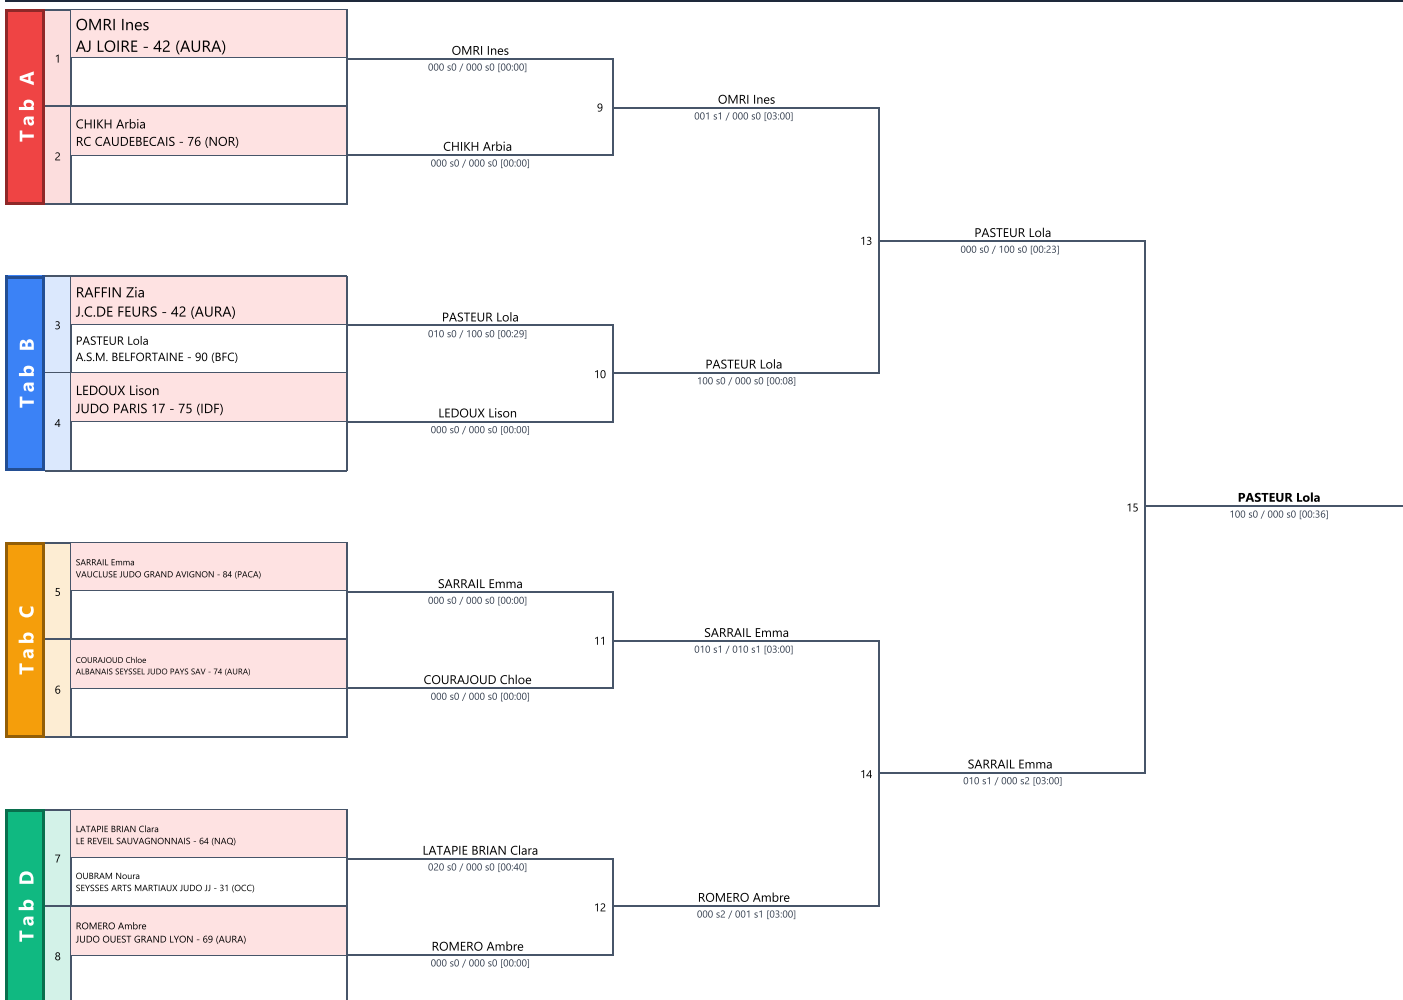 Tab A
1
OMRI Ines
AJ LOIRE - 42 (AURA)
2
CHIKH Arbia
RC CAUDEBECAIS - 76 (NOR)
OMRI Ines
000 s0 / 000 s0 [00:00]
9
CHIKH Arbia
000 s0 / 000 s0 [00:00]
OMRI Ines
001 s1 / 000 s0 [03:00]
13
PASTEUR Lola
000 s0 / 100 s0 [00:23]
Tab B
3
RAFFIN Zia
J.C.DE FEURS - 42 (AURA)
PASTEUR Lola
A.S.M. BELFORTAINE - 90 (BFC)
4
LEDOUX Lison
JUDO PARIS 17 - 75 (IDF)
PASTEUR Lola
010 s0 / 100 s0 [00:29]
10
LEDOUX Lison
000 s0 / 000 s0 [00:00]
PASTEUR Lola
100 s0 / 000 s0 [00:08]
15
PASTEUR Lola
100 s0 / 000 s0 [00:36]
Tab C
5
SARRAIL Emma
VAUCLUSE JUDO GRAND AVIGNON - 84 (PACA)
6
COURAJOUD Chloe
ALBANAIS SEYSSEL JUDO PAYS SAV - 74 (AURA)
SARRAIL Emma
000 s0 / 000 s0 [00:00]
11
COURAJOUD Chloe
000 s0 / 000 s0 [00:00]
SARRAIL Emma
010 s1 / 010 s1 [03:00]
14
SARRAIL Emma
010 s1 / 000 s2 [03:00]
Tab D
7
LATAPIE BRIAN Clara
LE REVEIL SAUVAGNONNAIS - 64 (NAQ)
OUBRAM Noura
SEYSSES ARTS MARTIAUX JUDO JJ - 31 (OCC)
8
ROMERO Ambre
JUDO OUEST GRAND LYON - 69 (AURA)
LATAPIE BRIAN Clara
020 s0 / 000 s0 [00:40]
12
ROMERO Ambre
000 s0 / 000 s0 [00:00]
ROMERO Ambre
000 s2 / 001 s1 [03:00]